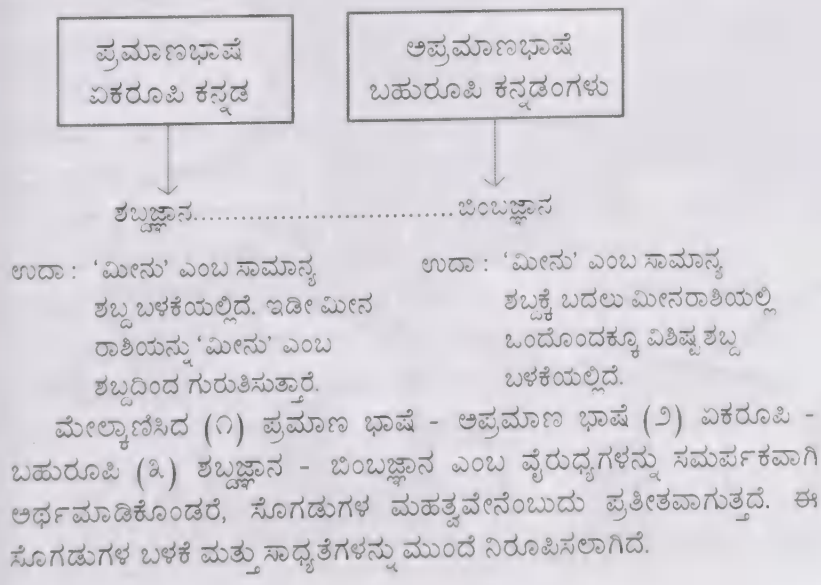 ಪ್ರಮಾಣಭಾಷೆ
ಏಕರೂಪಿ ಕನ್ನಡ
ಅಪ್ರಮಾಣಭಾಷೆ
ಬಹುರೂಪಿ ಕನ್ನಡಂಗಳು
ಶಬ್ದಜ್ಞಾನ.................................ಬಿಂಬಜ್ಞಾನ
ಉದಾ : 'ಮೀನು' ಎಂಬ ಸಾಮಾನ್ಯ
ಶಬ್ದ ಬಳಕೆಯಲ್ಲಿದೆ. ಇಡೀ ಮೀನ
ರಾಶಿಯನ್ನು 'ಮೀನು' ಎಂಬ
ಶಬ್ದದಿಂದ ಗುರುತಿಸುತ್ತಾರೆ.
ಉದಾ : 'ಮೀನು' ಎಂಬ ಸಾಮಾನ್ಯ
ಶಬ್ದಕ್ಕೆ ಬದಲು ಮೀನರಾಶಿಯಲ್ಲಿ
ಒಂದೊಂದಕ್ಕೂ ವಿಶಿಷ್ಟ ಶಬ್ದ
ಬಳಕೆಯಲ್ಲಿದೆ.
ಮೇಲ್ಕಾಣಿಸಿದ (೧) ಪ್ರಮಾಣ ಭಾಷೆ - ಅಪ್ರಮಾಣ ಭಾಷೆ (೨) ಏಕರೂಪಿ -
ಬಹುರೂಪಿ (೩) ಶಬ್ದಜ್ಞಾನ - ಬಿಂಬಜ್ಞಾನ ಎಂಬ ವೈರುಧ್ಯಗಳನ್ನು ಸಮರ್ಪಕವಾಗಿ
ಅರ್ಥಮಾಡಿಕೊಂಡರೆ, ಸೊಗಡುಗಳ ಮಹತ್ವವೇನೆಂಬುದು ಪ್ರತೀತವಾಗುತ್ತದೆ. ಈ
ಸೊಗಡುಗಳ ಬಳಕೆ ಮತ್ತು ಸಾಧ್ಯತೆಗಳನ್ನು ಮುಂದೆ ನಿರೂಪಿಸಲಾಗಿದೆ.